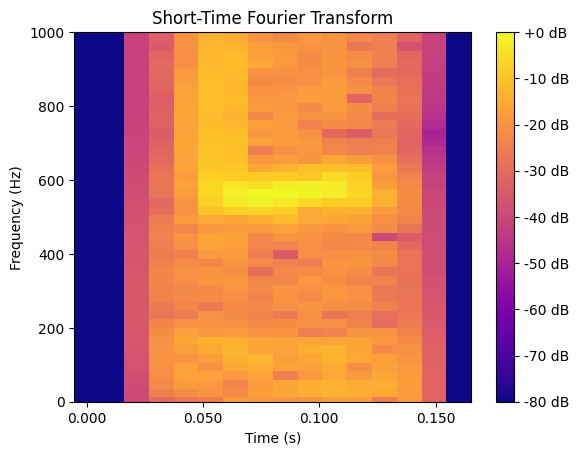 Short-Time Fourier Transform
1000
800
600
400
200
0
Frequency (Hz)
0.000
0.050
0.100
0.150
Time (s)
+0 dB
-10 dB
-20 dB
-30 dB
-40 dB
-50 dB
-60 dB
-70 dB
-80 dB